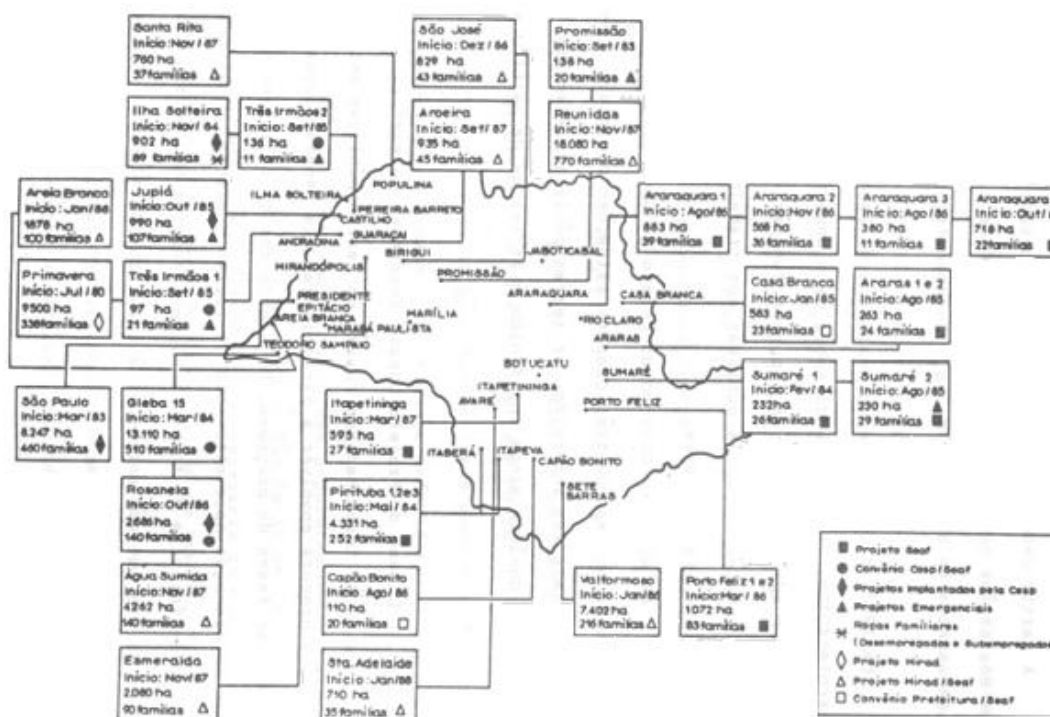 Santa Rita
Início: Nov/87
760 ha
37 famílias
São José
Início: Dez/86
829 ha
43 famílias
Promissão
Início: Set/83
138 ha
20 famílias
Ilha Solteira
Início: Nov/84
902 ha
89 famílias
Três Irmãos 2
Início: Set/85
136 ha
11 famílias
Aroeira
Início: Set/87
935 ha
45 famílias
Reunidas
Início: Nov/87
18.080 ha
770 famílias
Areia Branca
Início: Jan/88
1878 ha
100 famílias
Jupiá
Início: Out/85
990 ha
107 famílias
Araraquara 1
Início: Ago/85
663 ha
39 famílias
Araraquara 2
Início: Nov/86
568 ha
36 famílias
Araraquara 3
Início: Ago/86
380 ha
11 famílias
Araraquara
Início: Out/
718 ha
22 famílias
Primavera
Início: Jul/80
9500 ha
338 famílias
Três Irmãos 1
Início: Set/85
97 ha
21 famílias
Casa Branca
Início: Jan/85
563 ha
23 famílias
Araras 1 e 2
Início: Ago/85
263 ha
24 famílias
POPULINA
ILHA SOLTEIRA
PEREIRA BARRETO
CASTILHO
GUARAÇAI
ANDRADINA
BIRIGUI
MIRANDÓPOLIS
JABOTICABAL
PROMISSÃO
ARARAQUARA
CASA BRANCA
PRESIDENTE
EPITÁCIO
AREIA BRANCA
MARÍLIA
MARABÁ PAULISTA
RIO CLARO
TEODORO SAMPAIO
ARARAS
BOTUCATU
SUMARÉ
ITAPETININGA
AVARÉ
PORTO FELIZ
ITABERÁ
ITAPEVA
CAPÃO BONITO
SETE
BARRAS
São Paulo
Início: Mar/83
8.247 ha
460 famílias
Gleba 15
Início: Mar/84
13.110 ha
510 famílias
Itapetininga
Início: Mar/87
595 ha
27 famílias
Sumaré 1
Início: Fev/84
232 ha
26 famílias
Sumaré 2
Início: Ago/85
230 ha
29 famílias
Rosanela
Início: Out/86
2686 ha
140 famílias
Pirituba 1,2e3
Início: Mai/84
4.331 ha
252 famílias
Água Sumida
Início: Nov/87
4262 ha
140 famílias
Capão Bonito
Início: Ago/86
110 ha
20 famílias
Valformoso
Início: Jan/86
7.402 ha
216 famílias
Porto Feliz 1 e 2
Início: Mar/86
1072 ha
83 famílias
Esmeralda
Início: Nov/87
2.080 ha
90 famílias
Sta. Adelaide
Início: Jan/88
710 ha
35 famílias
Projeto Seaf
Convênio Cesp/Seaf
Projetos Implantados pela Cesp
Projetos Emergenciais
Roças Familiares
(Desempregados e Subempregados
Projeto Mirad
Projeto Mirad/Seaf
Convênio Prefeitura/Seaf